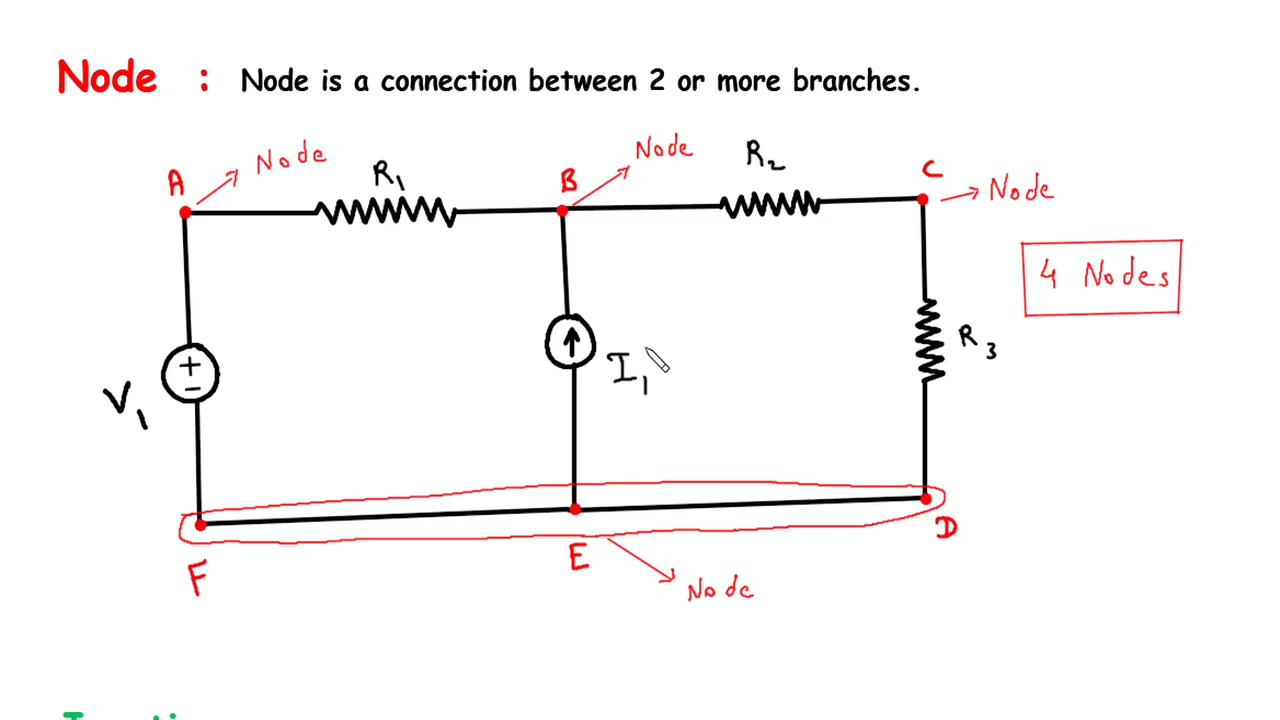 Node : Node is a connection between 2 or more branches.
A Node R1 B Node R2 C Node
4 Nodes
V1 + − I1 R3
F E D
Node